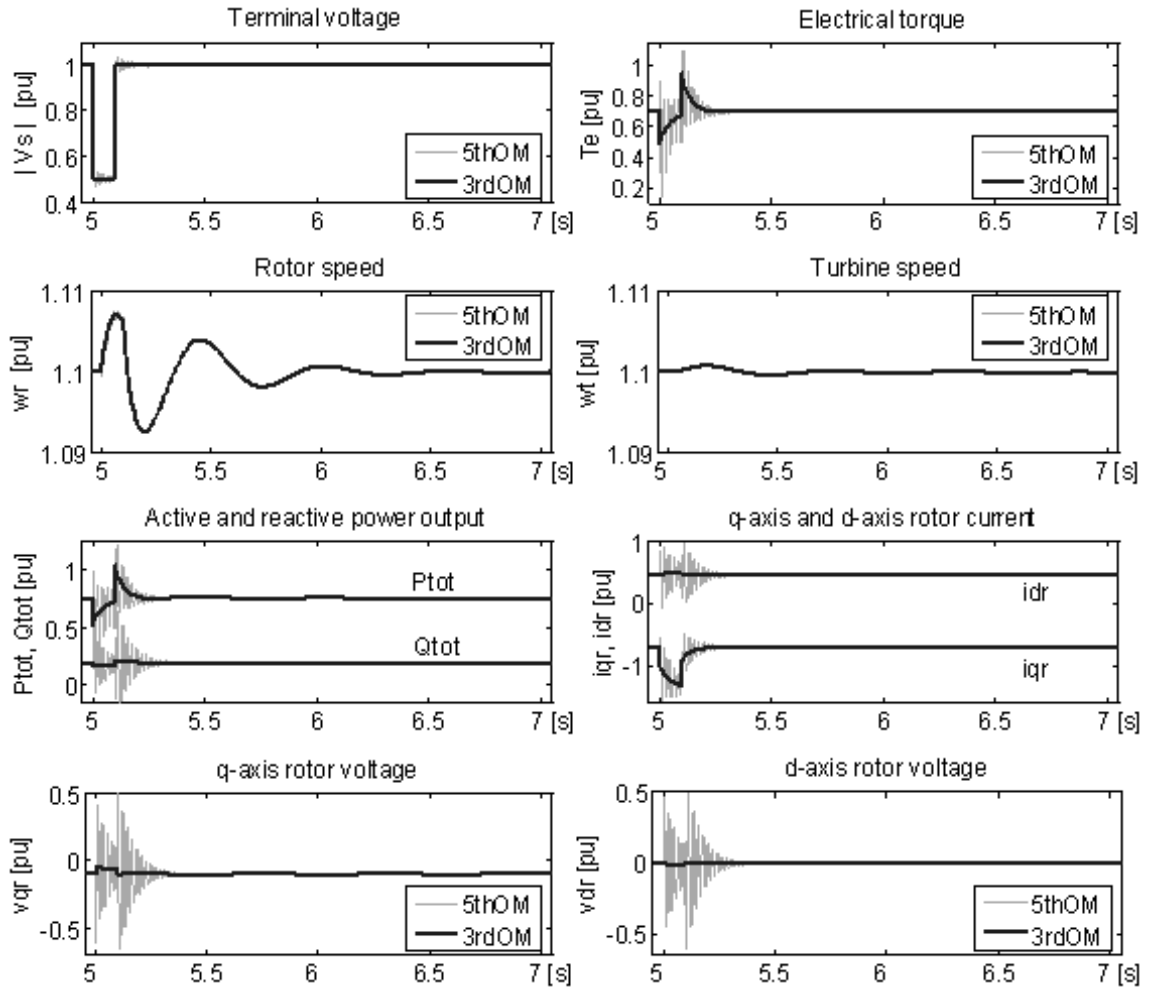 Terminal voltage
| Vs | [pu]
1
0.8
0.6
0.4
5
5.5
6
6.5
7 [s]
5thOM
3rdOM
Electrical torque
Te [pu]
1
0.8
0.6
0.4
0.2
5
5.5
6
6.5
7 [s]
5thOM
3rdOM
Rotor speed
wr [pu]
1.11
1.1
1.09
5
5.5
6
6.5
7 [s]
5thOM
3rdOM
Turbine speed
wt [pu]
1.11
1.1
1.09
5
5.5
6
6.5
7 [s]
5thOM
3rdOM
Active and reactive power output
Ptot, Qtot [pu]
1
0.5
0
Ptot
Qtot
5
5.5
6
6.5
7 [s]
q-axis and d-axis rotor current
iqr, idr [pu]
1
0
-1
idr
iqr
5
5.5
6
6.5
7 [s]
q-axis rotor voltage
vqr [pu]
0.5
0
-0.5
5
5.5
6
6.5
7 [s]
5thOM
3rdOM
d-axis rotor voltage
vdr [pu]
0.5
0
-0.5
5
5.5
6
6.5
7 [s]
5thOM
3rdOM